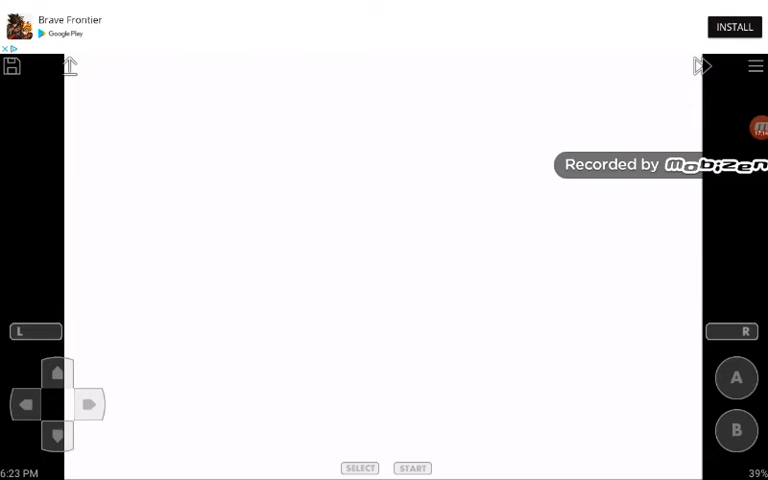 Brave Frontier
Google Play
INSTALL
Recorded by mobizen
L
R
A
B
SELECT
START
6:23 PM
39%